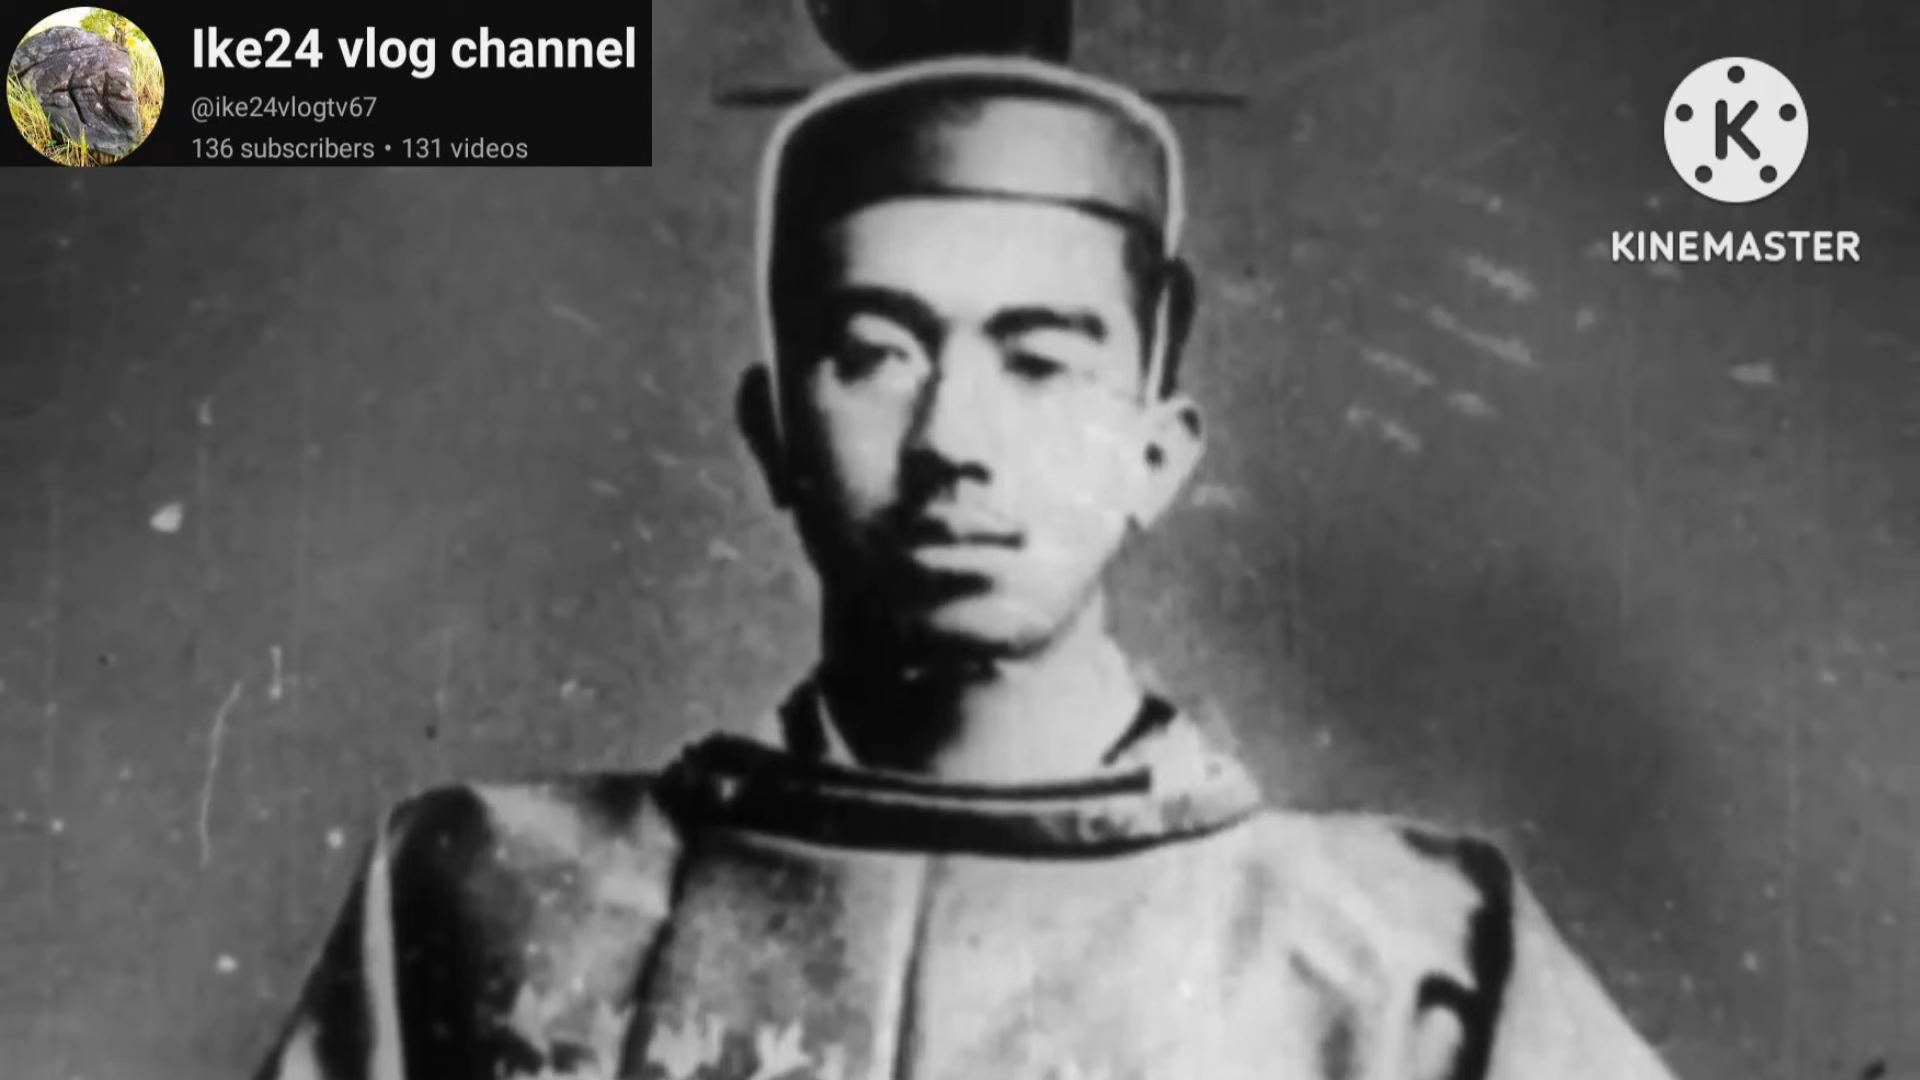 Ike24 vlog channel
@ike24vlogtv67
136 subscribers • 131 videos
K
KINEMASTER